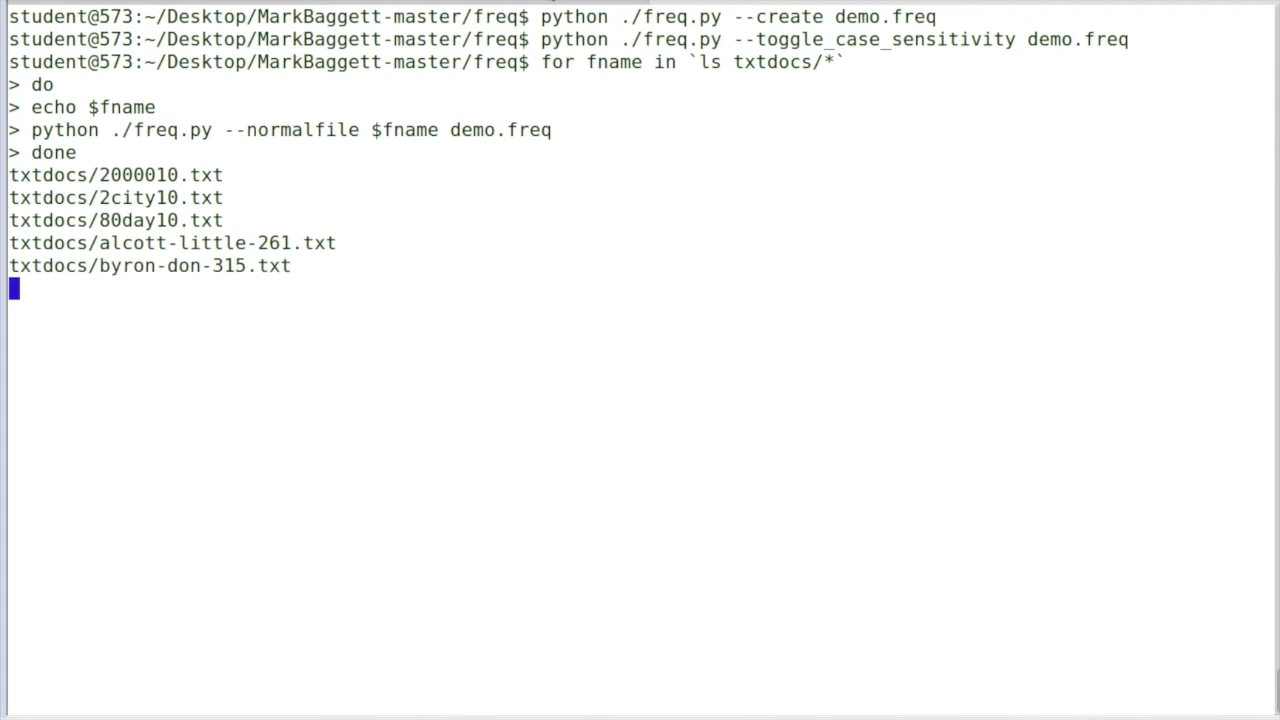 student@573:~/Desktop/MarkBaggett-master/freq$ python ./freq.py --create demo.freq
student@573:~/Desktop/MarkBaggett-master/freq$ python ./freq.py --toggle_case_sensitivity demo.freq
student@573:~/Desktop/MarkBaggett-master/freq$ for fname in `ls txtdocs/*`
> do
> echo $fname
> python ./freq.py --normalfile $fname demo.freq
> done
txtdocs/2000010.txt
txtdocs/2city10.txt
txtdocs/80day10.txt
txtdocs/alcott-little-261.txt
txtdocs/byron-don-315.txt